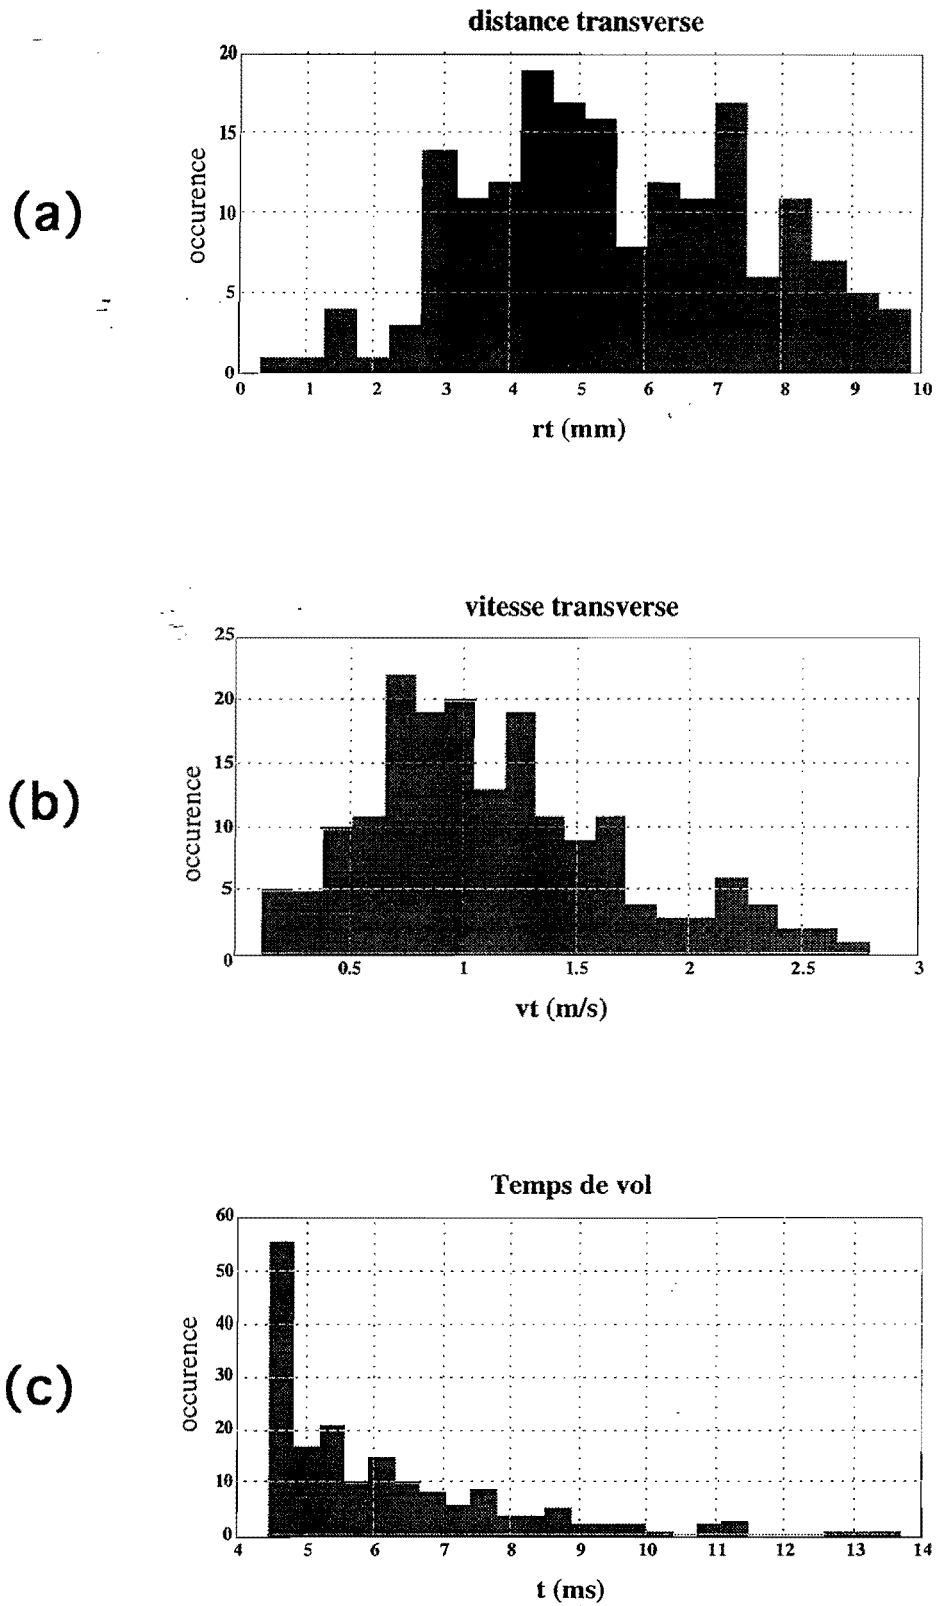 distance transverse
(a)
occurence
20
15
10
5
0
0 1 2 3 4 5 6 7 8 9 10
rt (mm)
vitesse transverse
(b)
occurence
25
20
15
10
5
0
0.5 1 1.5 2 2.5 3
vt (m/s)
Temps de vol
(c)
occurence
60
50
40
30
20
10
0
4 5 6 7 8 9 10 11 12 13 14
t (ms)